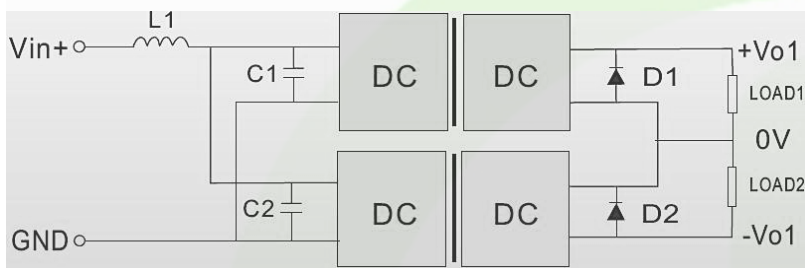 L1
Vin+
C1
DC
DC
D1
+Vo1
LOAD1
0V
C2
DC
DC
D2
LOAD2
GND
-Vo1